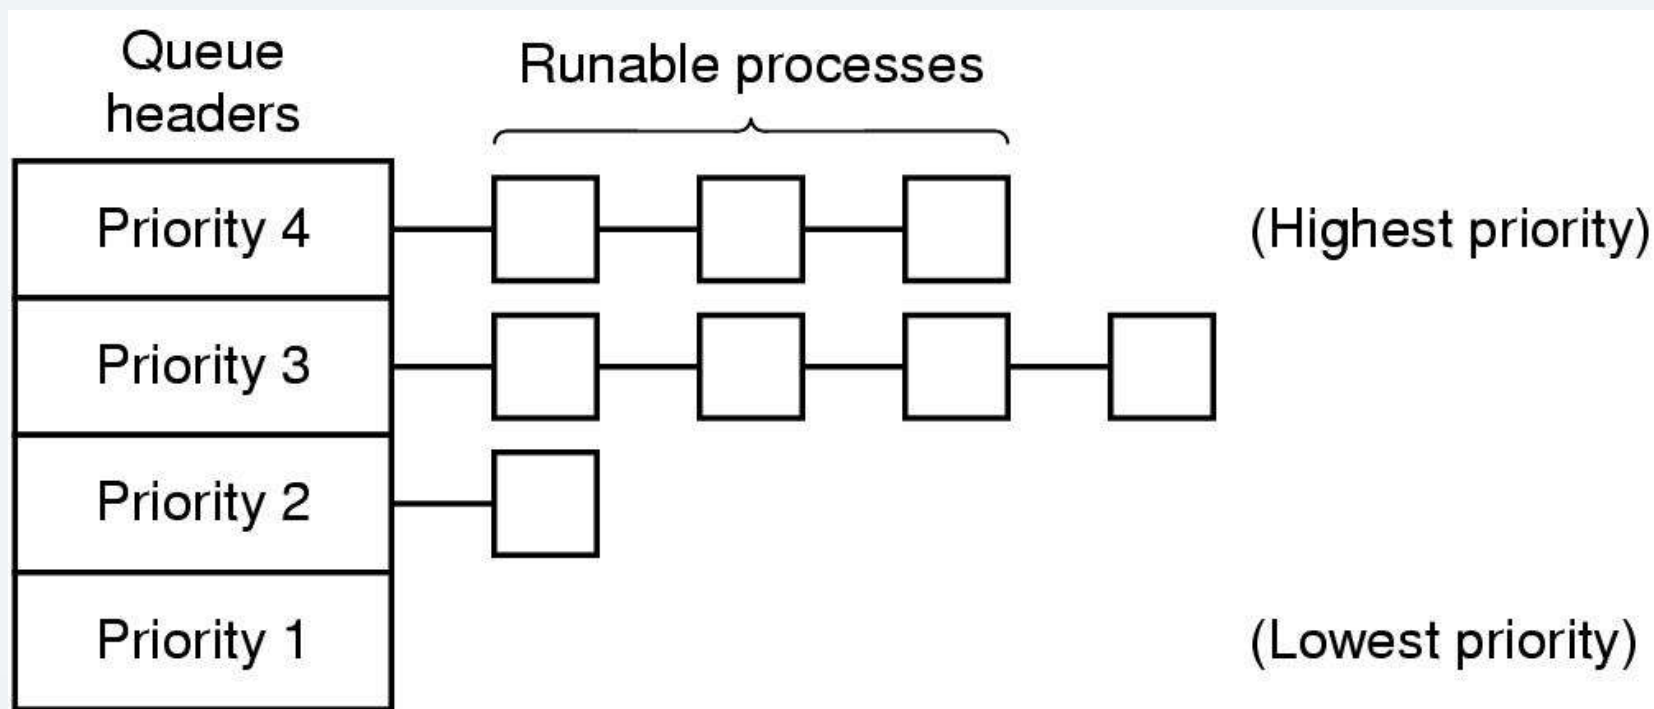 Queue
headers
Runable processes
Priority 4
(Highest priority)
Priority 3
Priority 2
Priority 1
(Lowest priority)